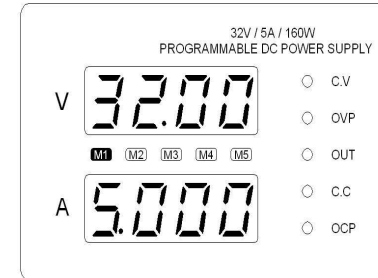 32V / 5A / 160W
PROGRAMMABLE DC POWER SUPPLY
V 32.00
C.V
OVP
M1 M2 M3 M4 M5
OUT
A 5.000
C.C
OCP